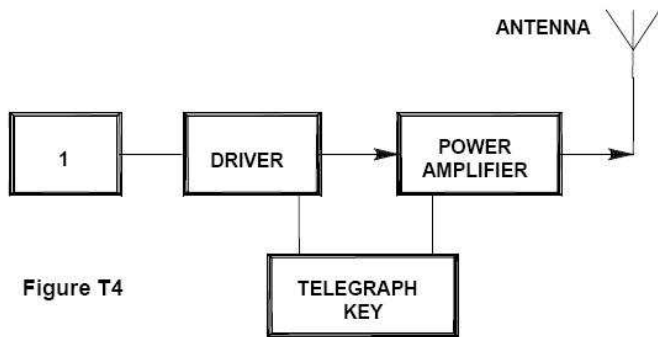 ANTENNA
1
DRIVER
POWER
AMPLIFIER
TELEGRAPH
KEY
Figure T4